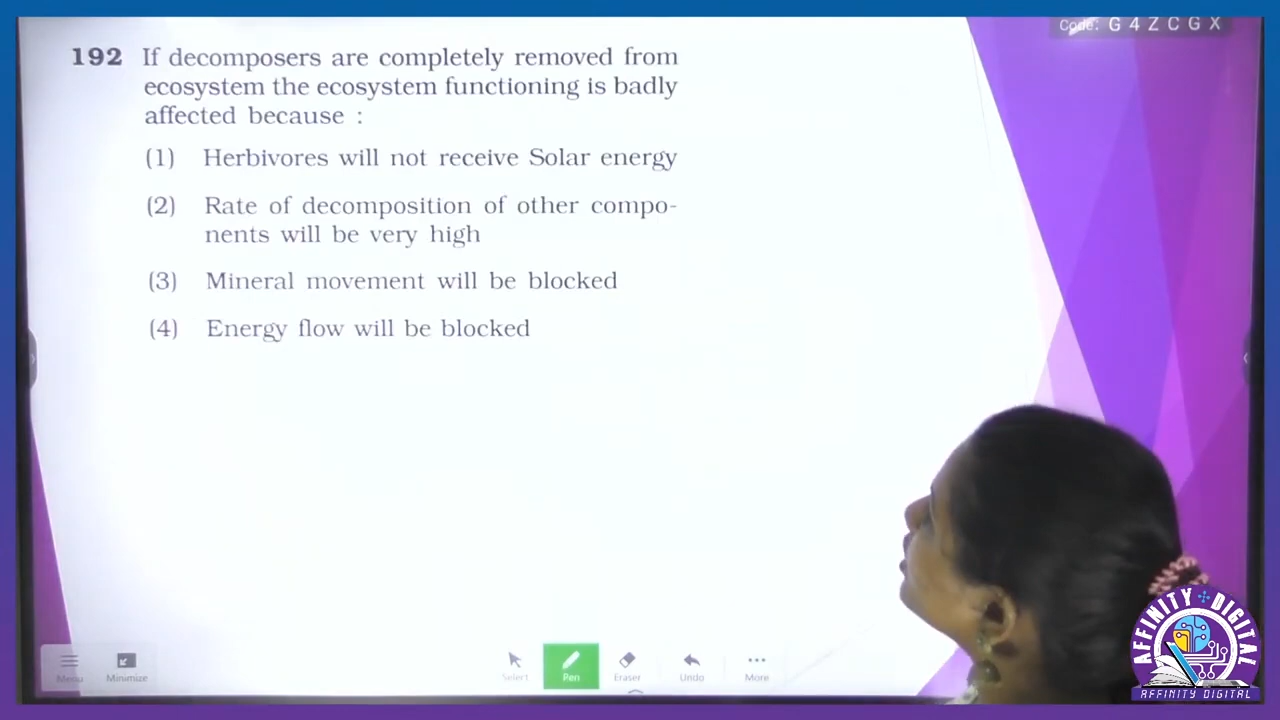 Code: G 4 Z C G X
192 If decomposers are completely removed from
ecosystem the ecosystem functioning is badly
affected because :
(1) Herbivores will not receive Solar energy
(2) Rate of decomposition of other compo-
nents will be very high
(3) Mineral movement will be blocked
(4) Energy flow will be blocked
Menu Minimize Select Pen Eraser Undo More
AFFINITY DIGITAL
AFFINITY DIGITAL